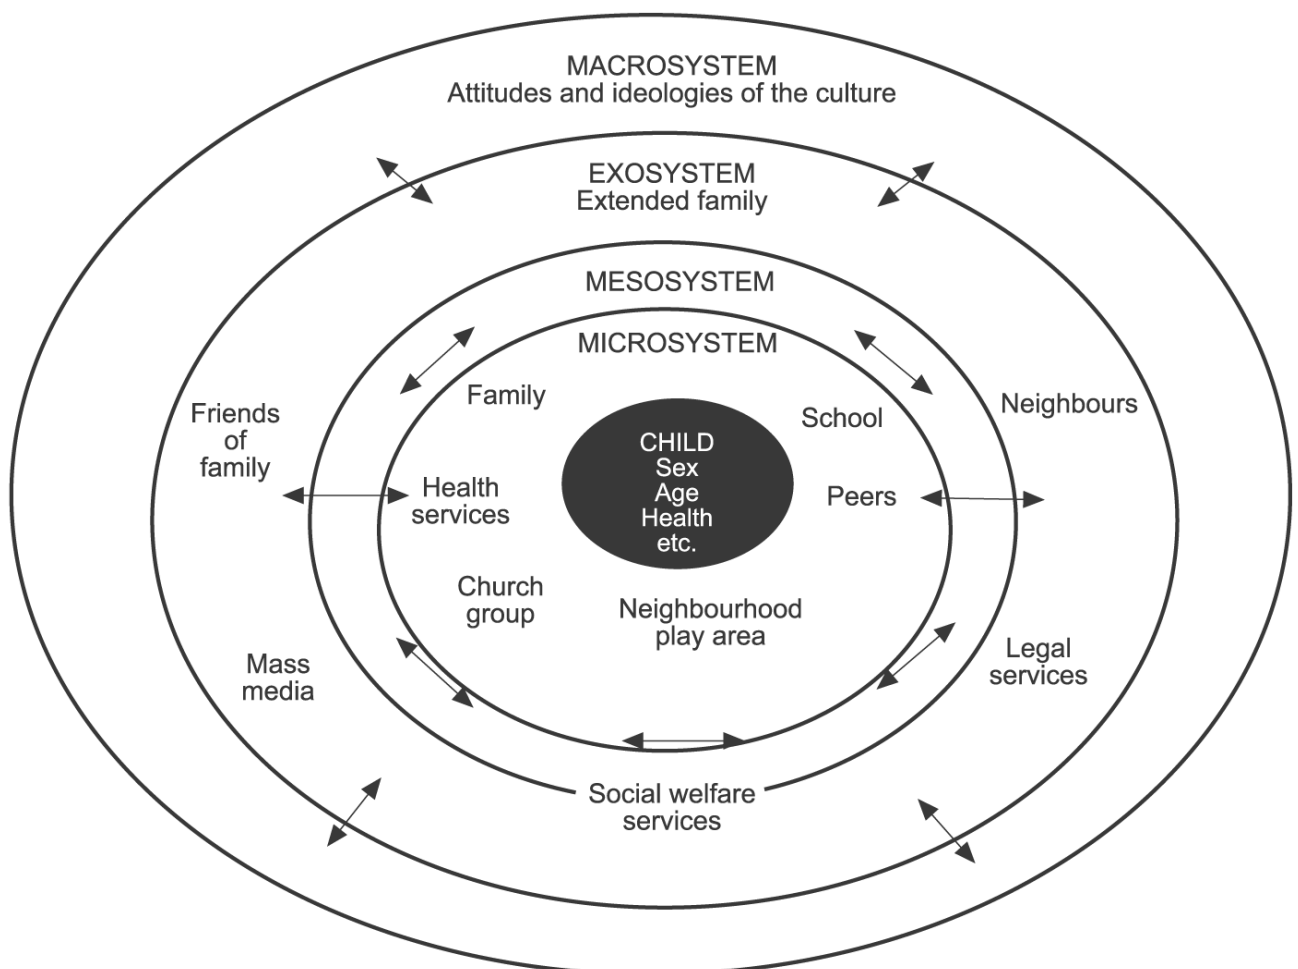 MACROSYSTEM
Attitudes and ideologies of the culture
EXOSYSTEM
Extended family
MESOSYSTEM
MICROSYSTEM
Family
School
Neighbours
Friends
of
family
CHILD
Sex
Age
Health
etc.
Health
services
Peers
Church
group
Neighbourhood
play area
Mass
media
Legal
services
Social welfare
services